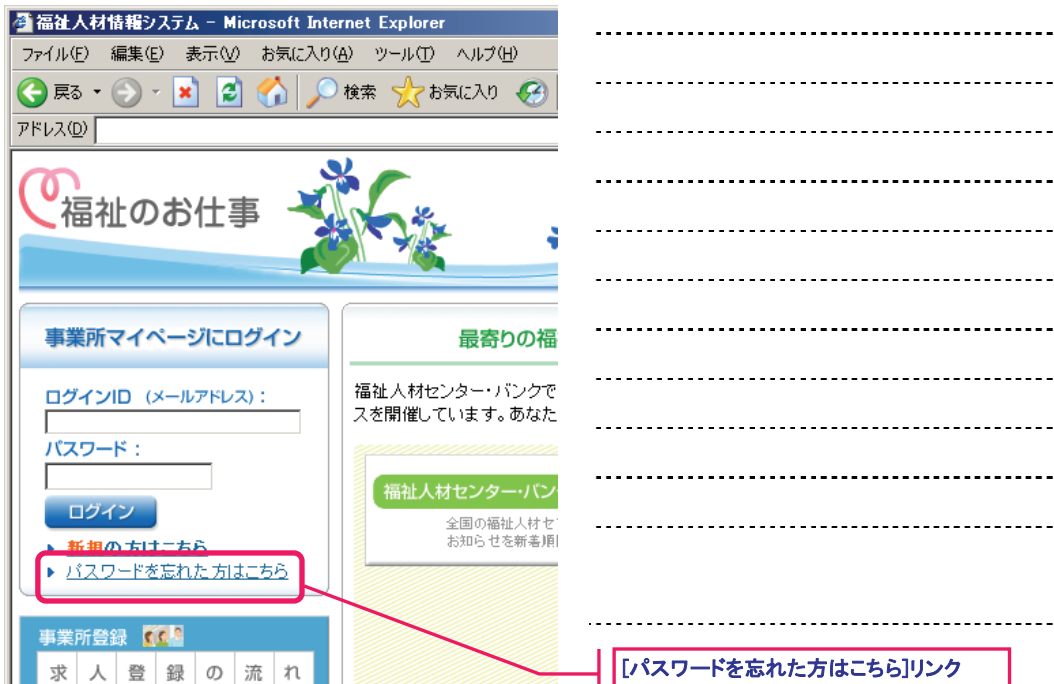 福祉人材情報システム - Microsoft Internet Explorer
ファイル(F) 編集(E) 表示(V) お気に入り(A) ツール(T) ヘルプ(H)
戻る 検索 お気に入り
アドレス(D)
福祉のお仕事
事業所マイページにログイン
ログインID (メールアドレス)：
パスワード：
ログイン
新規の方はこちら
パスワードを忘れた方はこちら
事業所登録
求人登録の流れ
最寄りの福
福祉人材センター・バンクで
スを開催しています。あなた
福祉人材センター・バン
全国の福祉人材セ
お知らせを新着順
[パスワードを忘れた方はこちら]リンク